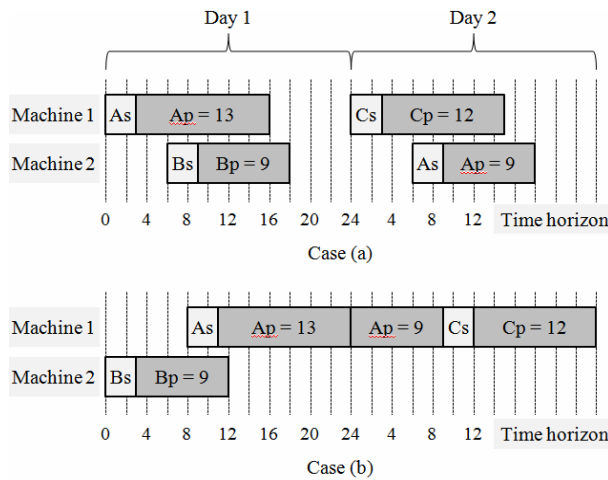 Day 1 Day 2
Machine 1 As Ap = 13 Cs Cp = 12
Machine 2 Bs Bp = 9 As Ap = 9
0 4 8 12 16 20 24 4 8 12 Time horizon
Case (a)
Machine 1 As Ap = 13 Ap = 9 Cs Cp = 12
Machine 2 Bs Bp = 9
0 4 8 12 16 20 24 4 8 12 Time horizon
Case (b)